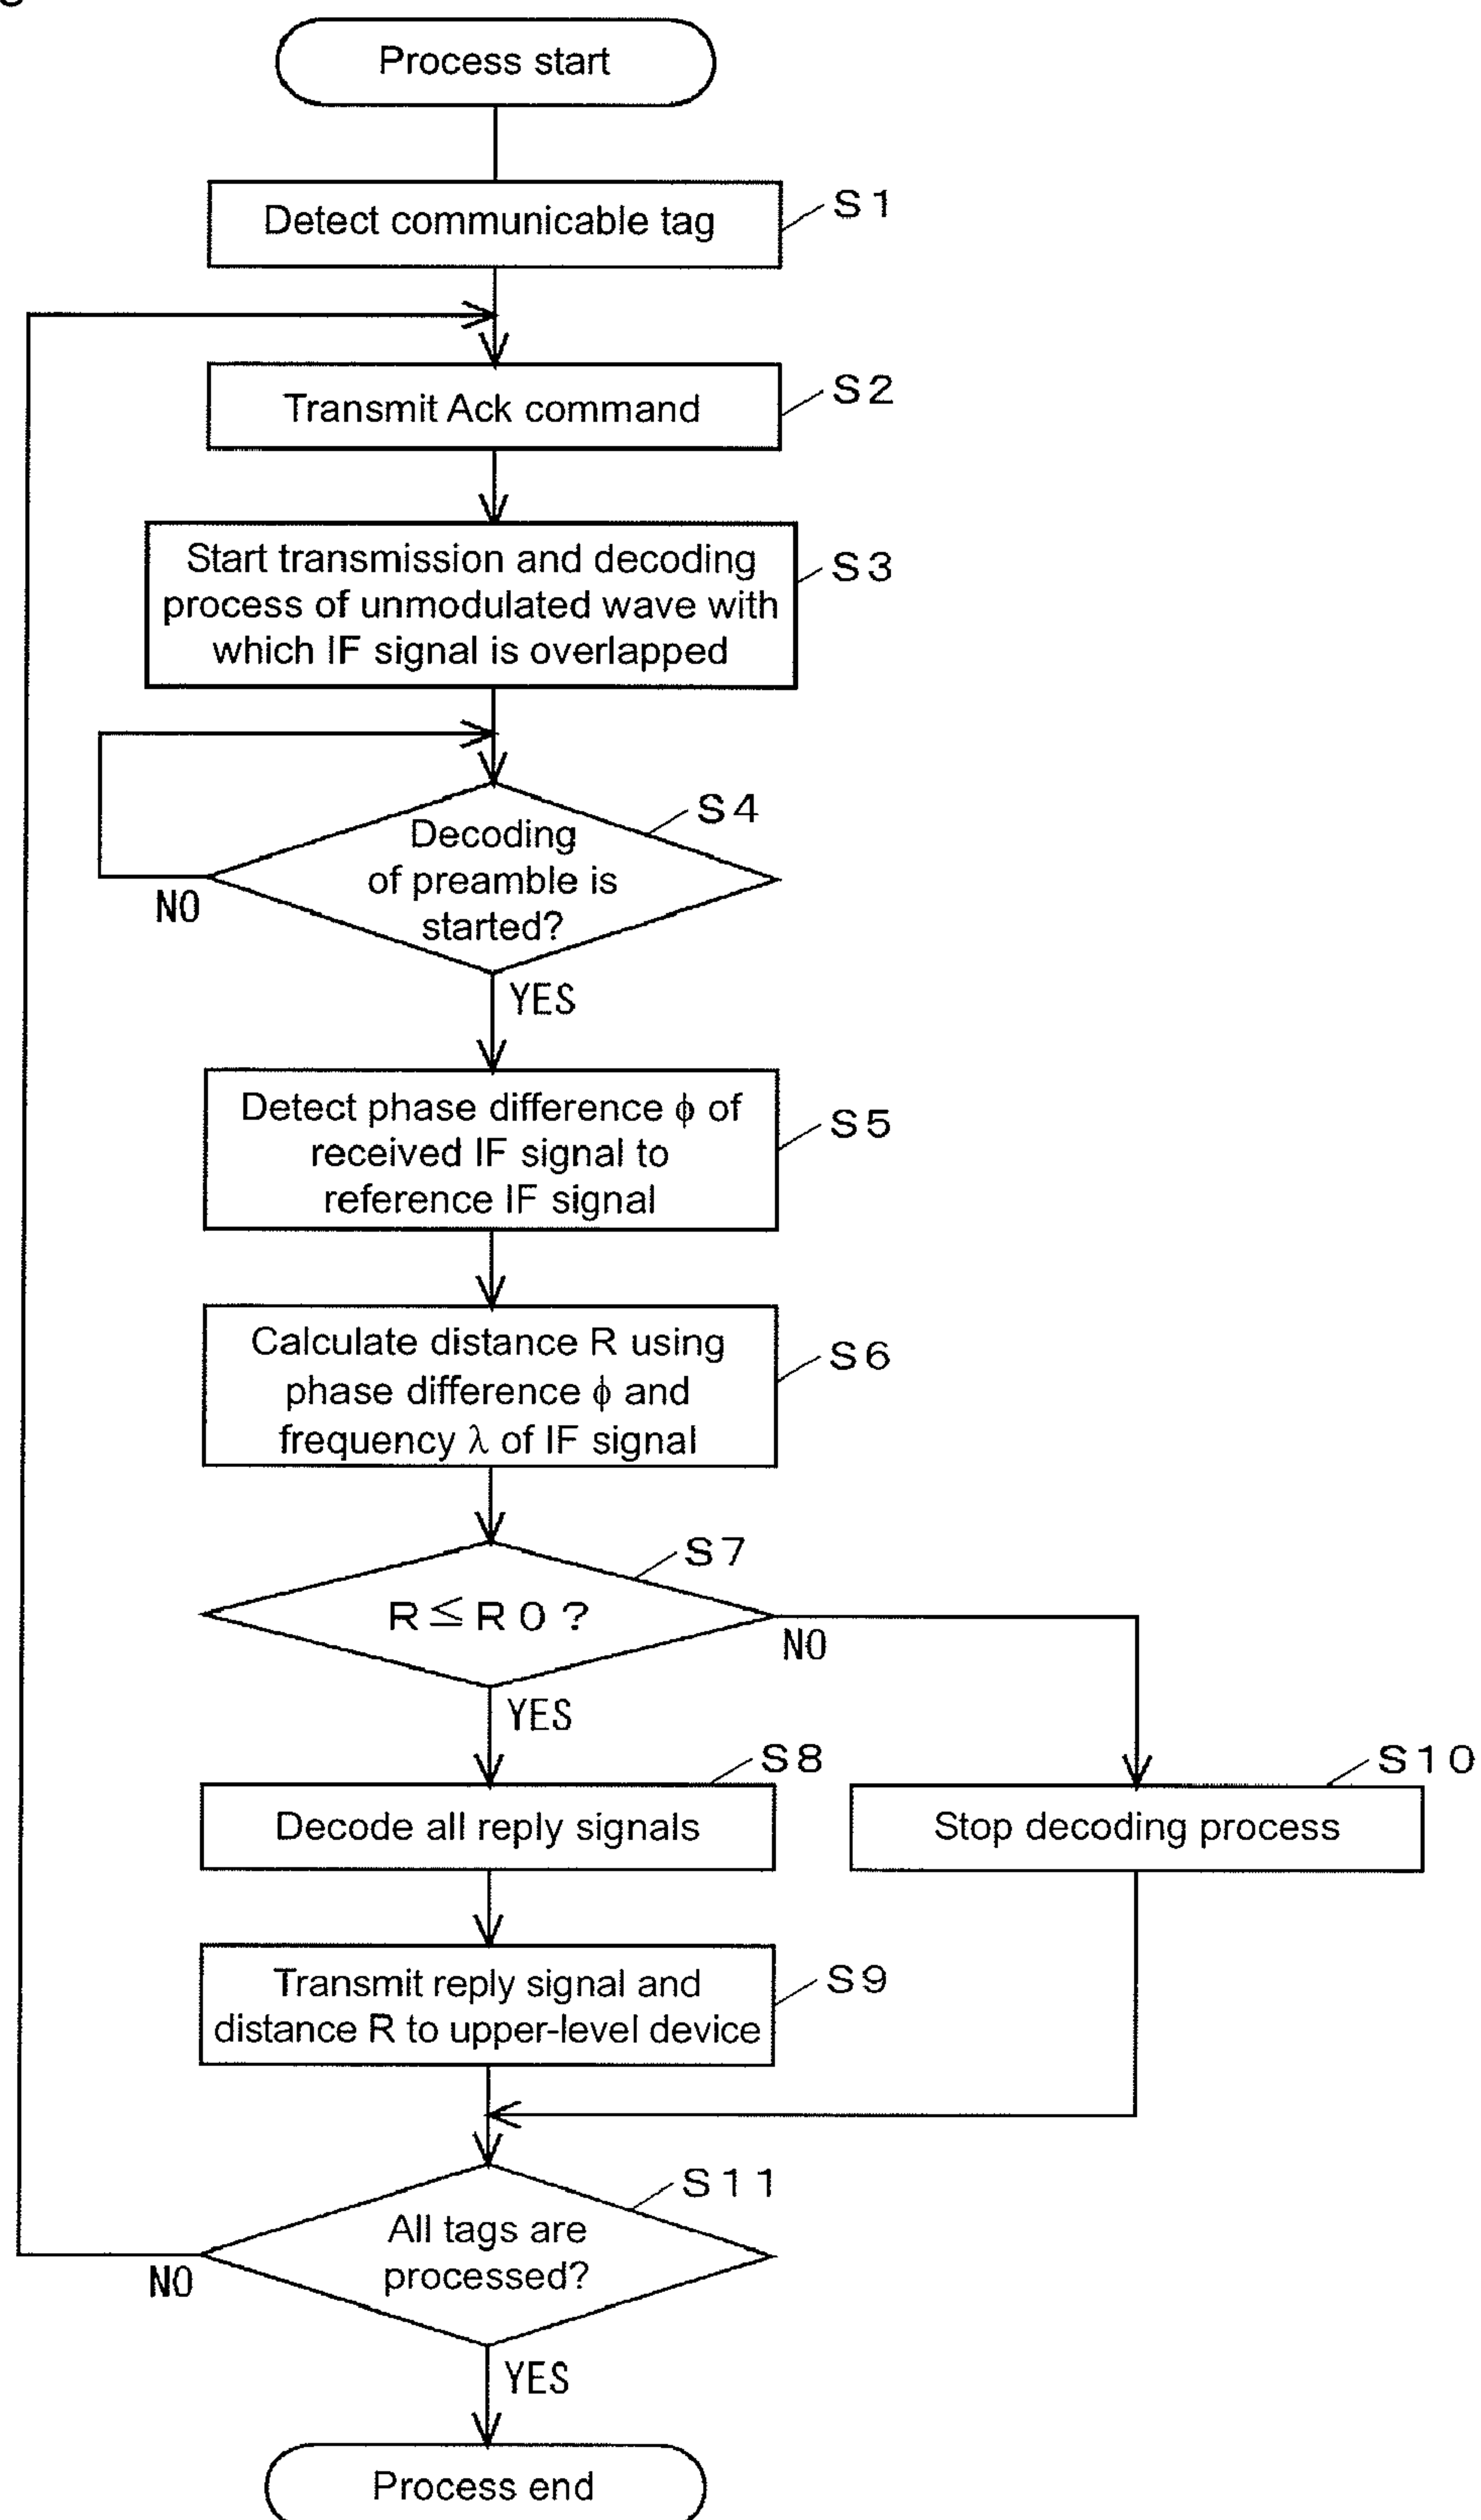 Process start
Detect communicable tag
S1
Transmit Ack command
S2
Start transmission and decoding
process of unmodulated wave with
which IF signal is overlapped
S3
S4
Decoding
of preamble is
started?
NO
YES
Detect phase difference ϕ of
received IF signal to
reference IF signal
S5
Calculate distance R using
phase difference ϕ and
frequency λ of IF signal
S6
S7
R≦R0?
NO
YES
S8
Decode all reply signals
S10
Stop decoding process
Transmit reply signal and
distance R to upper-level device
S9
S11
All tags are
processed?
NO
YES
Process end